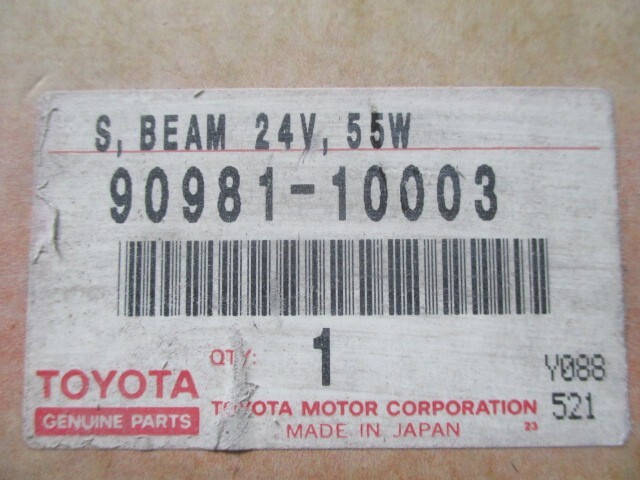 S, BEAM 24V, 55W
90981-10003
QTY: 1
Y088
TOYOTA
GENUINE PARTS
TOYOTA MOTOR CORPORATION
521
MADE IN JAPAN
23